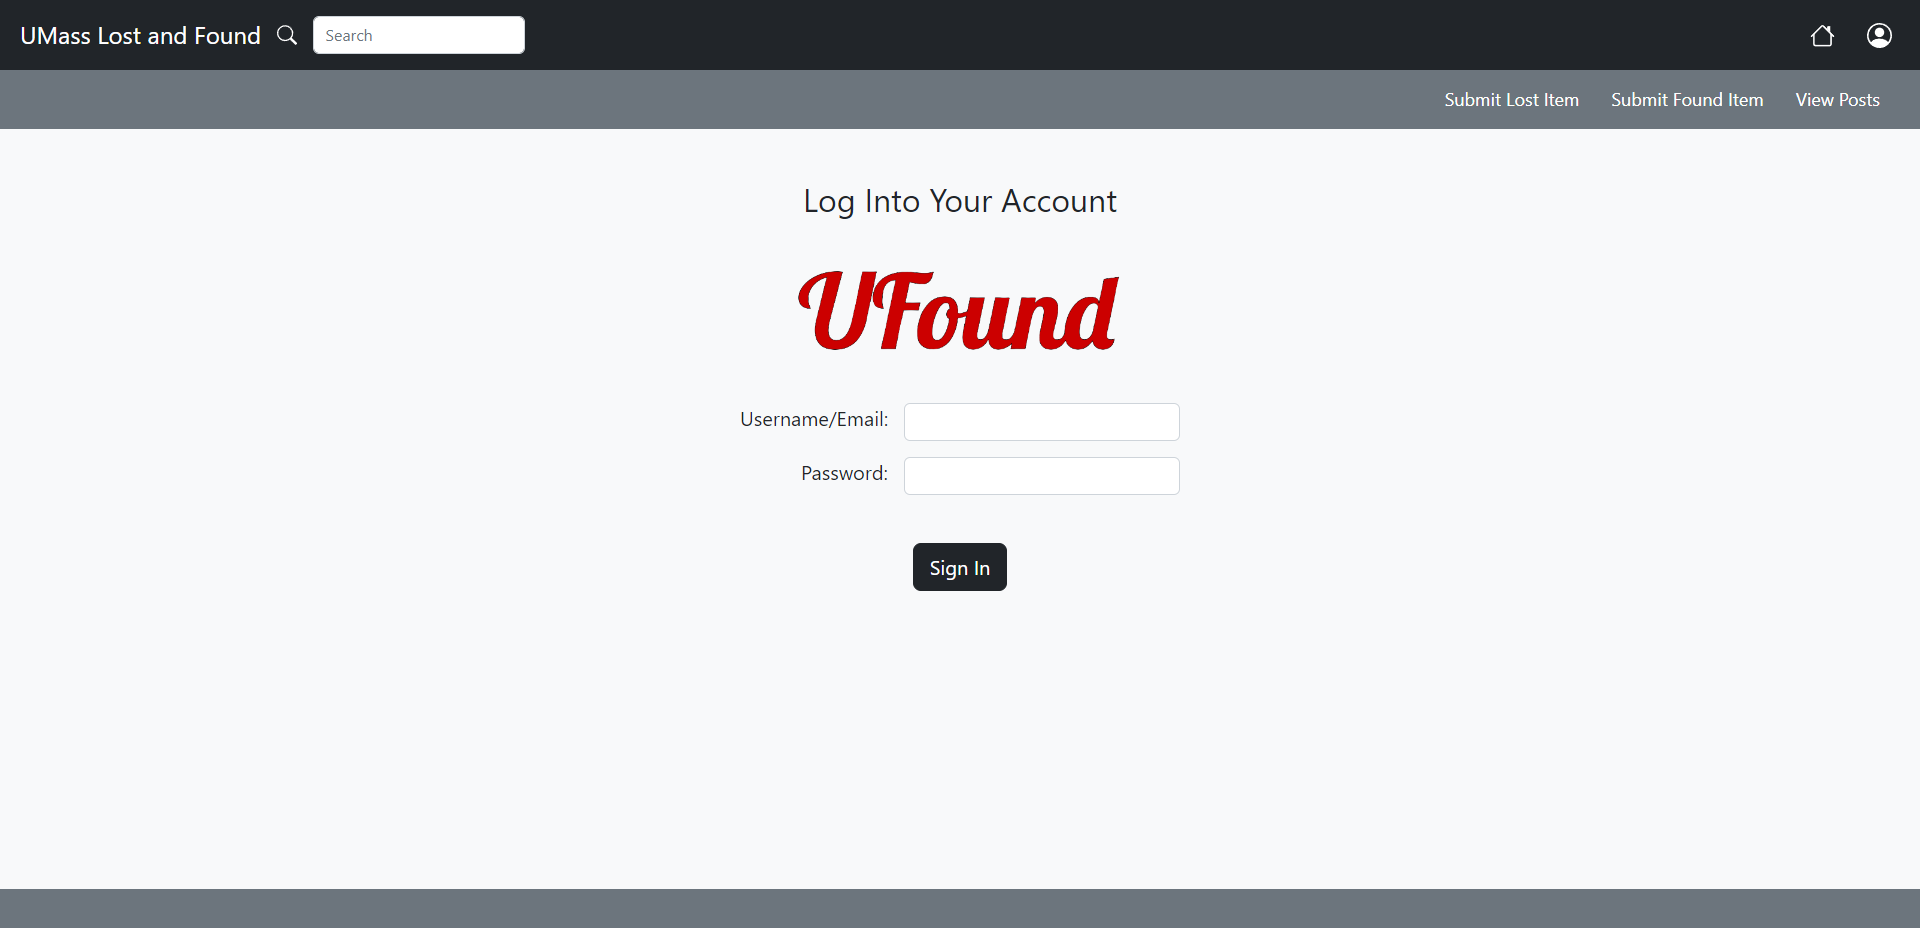 UMass Lost and Found
Search
Submit Lost Item
Submit Found Item
View Posts
Log Into Your Account
UFound
Username/Email:
Password:
Sign In